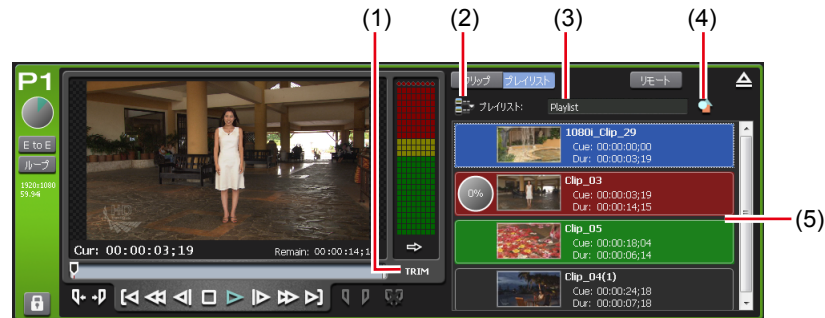 (1)
(2)
(3)
(4)
P1
クリップ
プレイリスト
リモート
E to E
ループ
1920x1080
59.94i
プレイリスト:
Playlist
1080i_Clip_29
Cue: 00:00:00;00
Dur: 00:00:03;19
0%
Clip_03
Cue: 00:00:03;19
Dur: 00:00:14;15
(5)
Clip_05
Cue: 00:00:18;04
Dur: 00:00:06;14
Cur: 00:00:03;19
Remain: 00:00:14;1
TRIM
Clip_04(1)
Cue: 00:00:24;18
Dur: 00:00:07;18